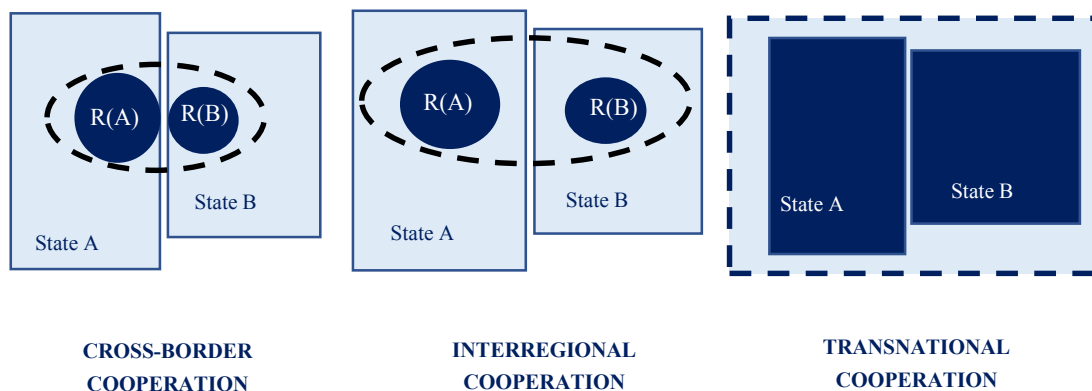 R(A)
R(B)
State B
State A
CROSS-BORDER
COOPERATION
R(A)
R(B)
State B
State A
INTERREGIONAL
COOPERATION
State A
State B
TRANSNATIONAL
COOPERATION